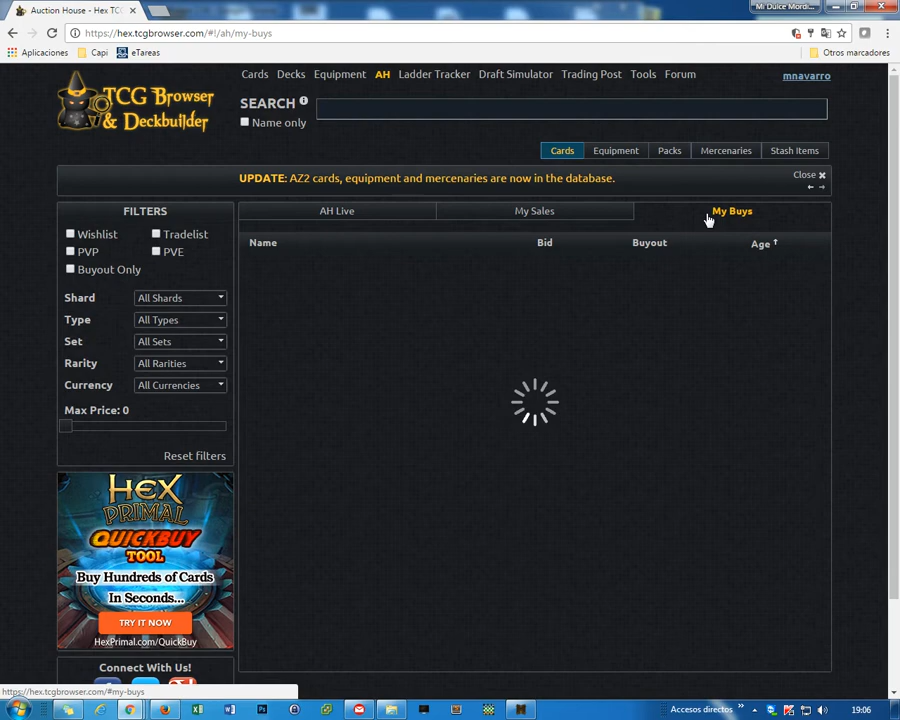 Auction House - Hex TC
Mi Dulce Mordi...
https://hex.tcgbrowser.com/#!/ah/my-buys
Aplicaciones
Capi
eTareas
Otros marcadores
TCG Browser
& Deckbuilder
Cards
Decks
Equipment
AH
Ladder Tracker
Draft Simulator
Trading Post
Tools
Forum
mnavarro
SEARCH
Name only
Cards
Equipment
Packs
Mercenaries
Stash Items
UPDATE: AZ2 cards, equipment and mercenaries are now in the database.
Close
FILTERS
Wishlist
Tradelist
PVP
PVE
Buyout Only
Shard
All Shards
Type
All Types
Set
All Sets
Rarity
All Rarities
Currency
All Currencies
Max Price: 0
Reset filters
AH Live
My Sales
My Buys
Name
Bid
Buyout
Age
HEX
PRIMAL
QUICKBUY
TOOL
Buy Hundreds of Cards
In Seconds...
TRY IT NOW
HexPrimal.com/QuickBuy
Connect With Us!
https://hex.tcgbrowser.com/#my-buys
Accesos directos
19:06